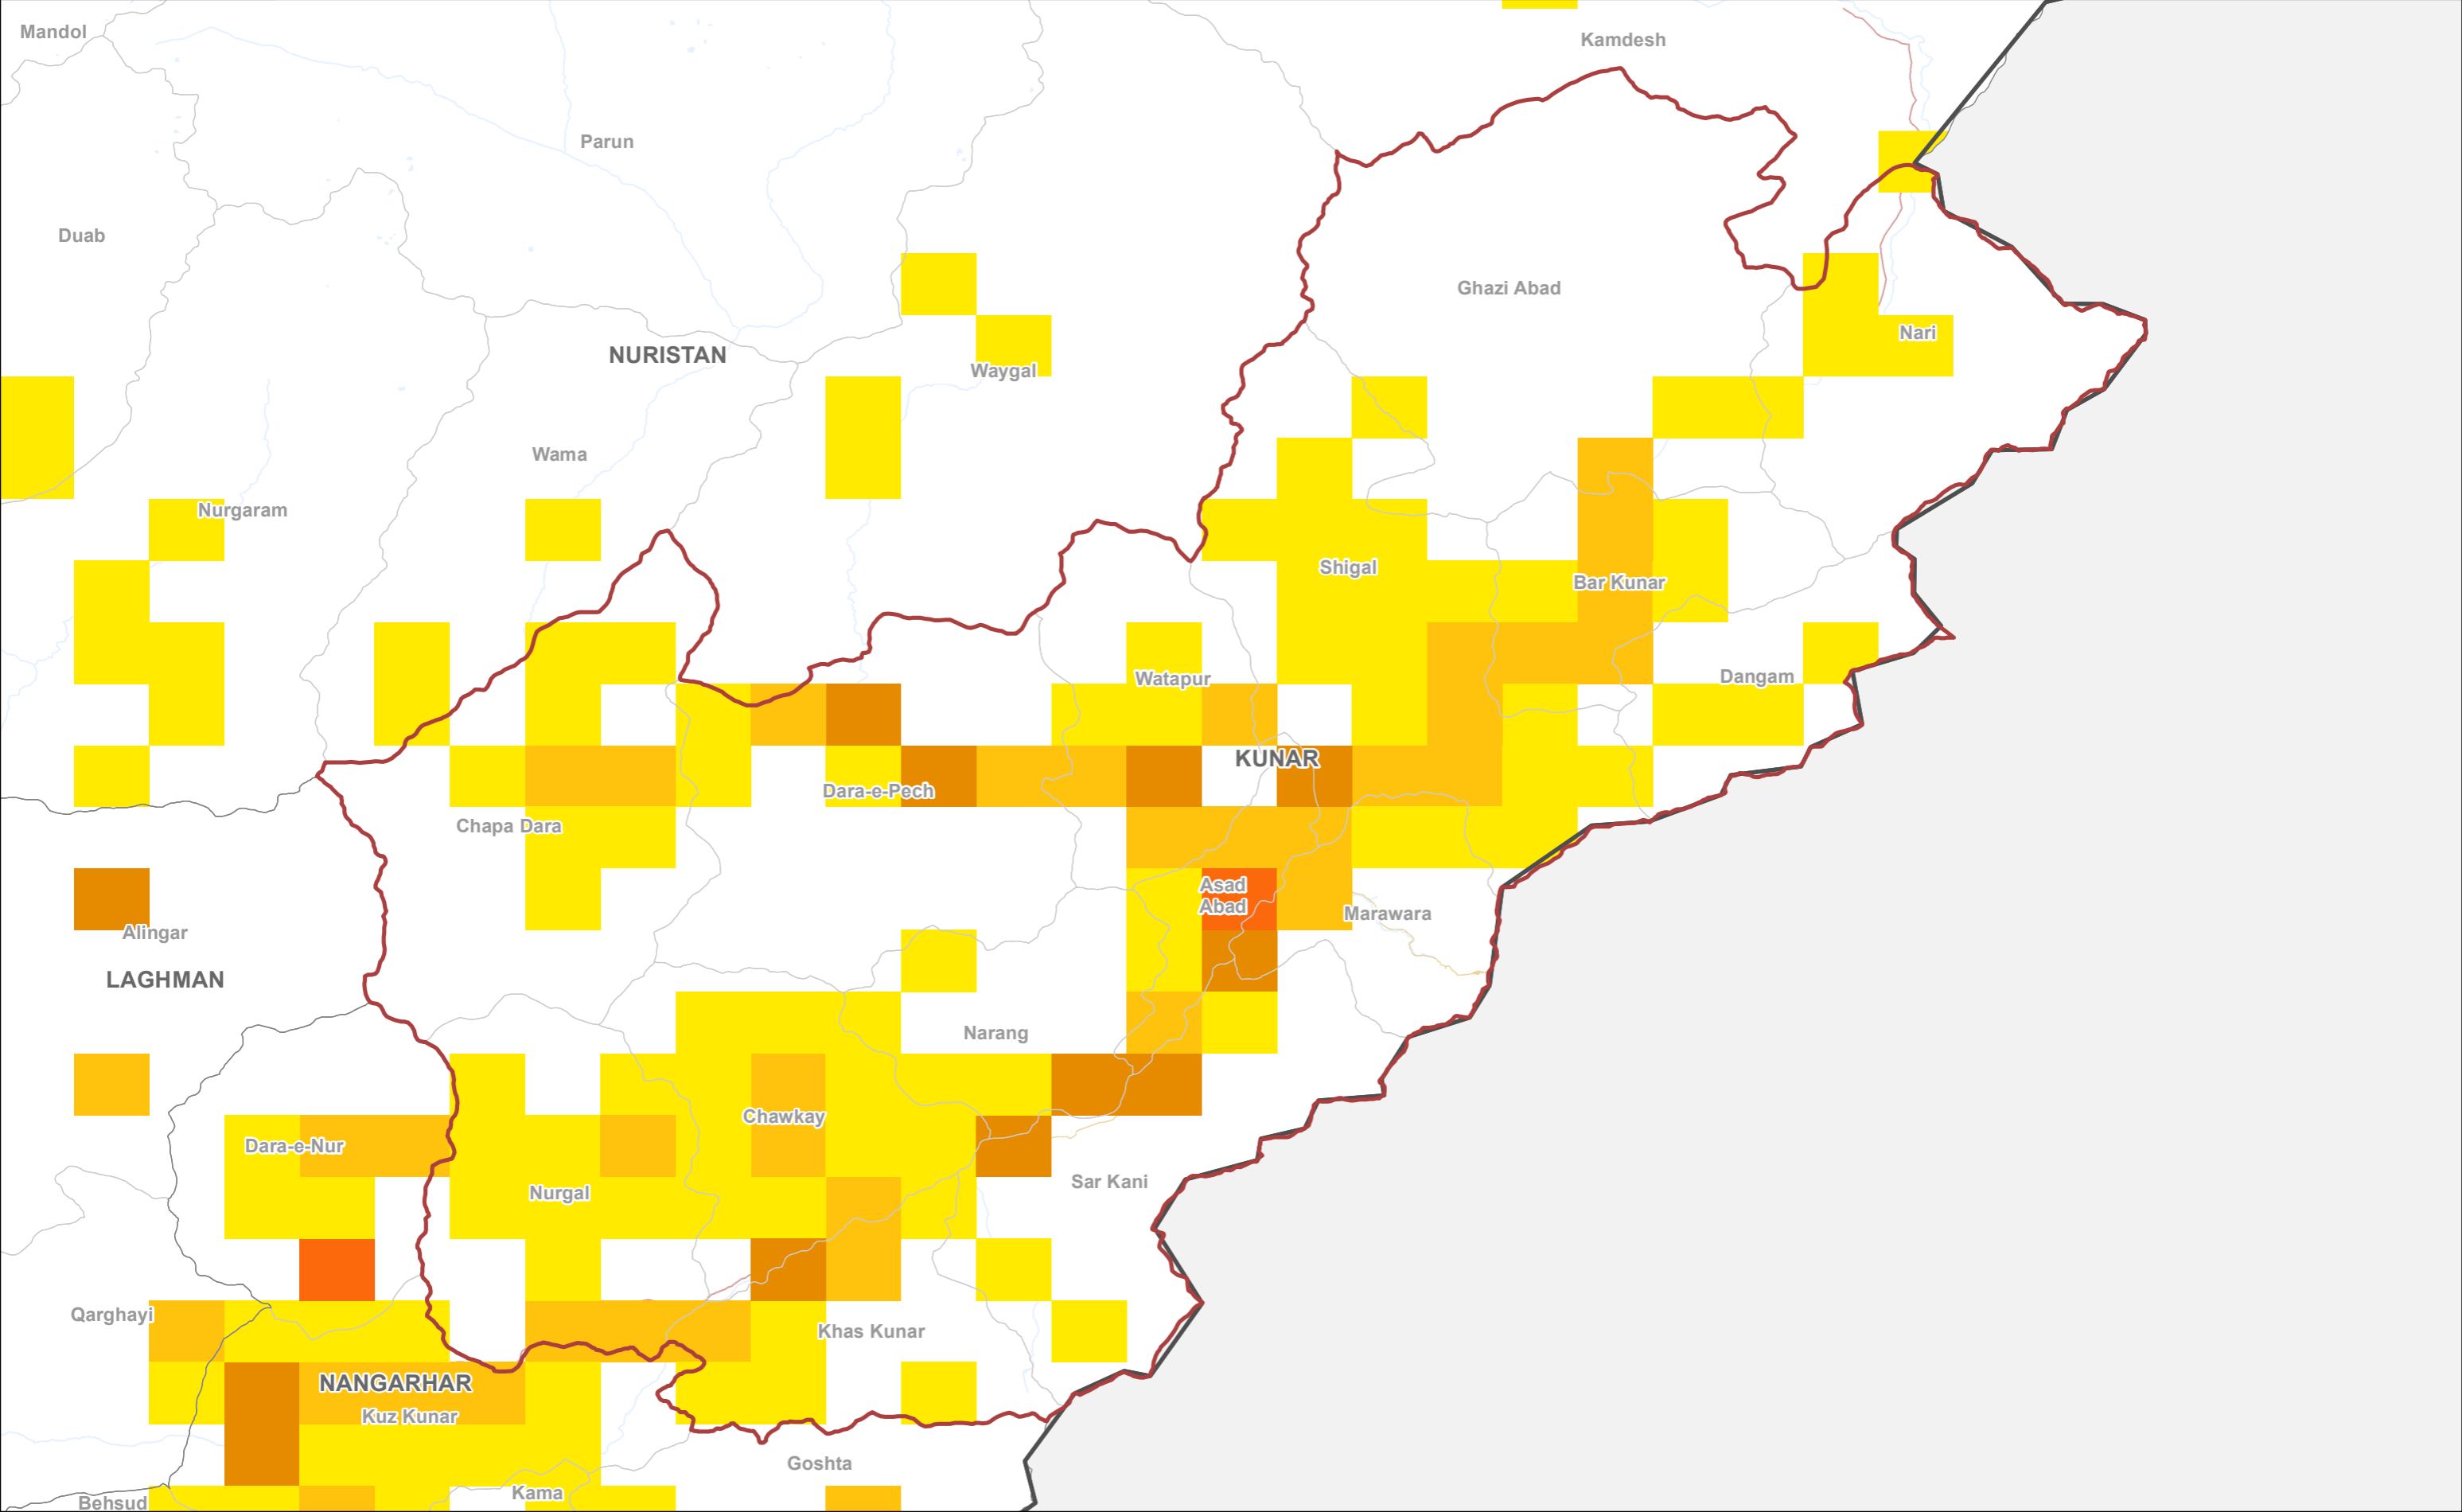 Mandol
Kamdesh
Parun
Duab
Ghazi Abad
Nari
NURISTAN
Waygal
Wama
Nurgaram
Shigal
Bar Kunar
Watapur
Dangam
KUNAR
Dara-e-Pech
Chapa Dara
Asad
Abad
Marawara
Alingar
LAGHMAN
Narang
Chawkay
Dara-e-Nur
Sar Kani
Nurgal
Qarghayi
Khas Kunar
NANGARHAR
Kuz Kunar
Goshta
Kama
Behsud